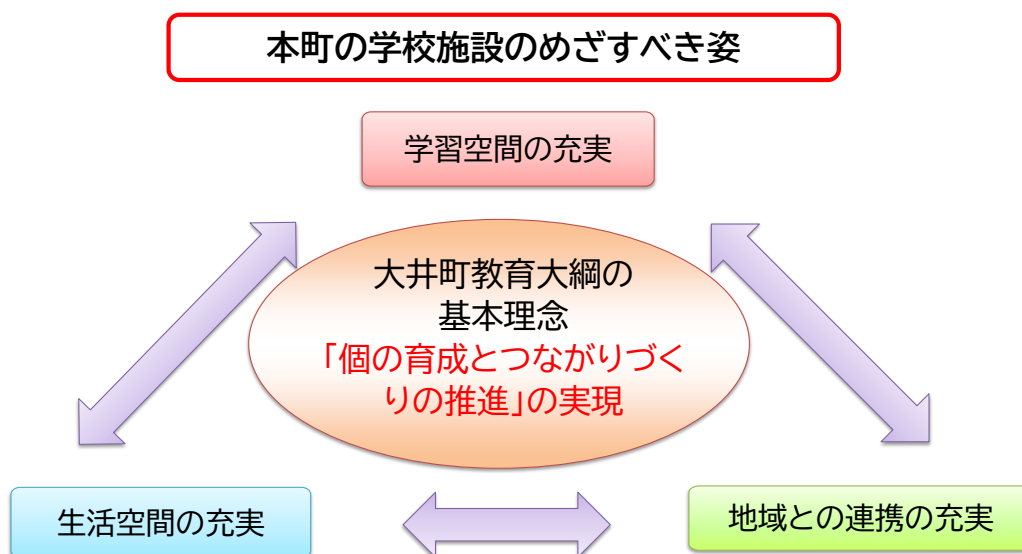 本町の学校施設のめざすべき姿
学習空間の充実
大井町教育大綱の
基本理念
「個の育成とつながりづく
りの推進」の実現
生活空間の充実
地域との連携の充実